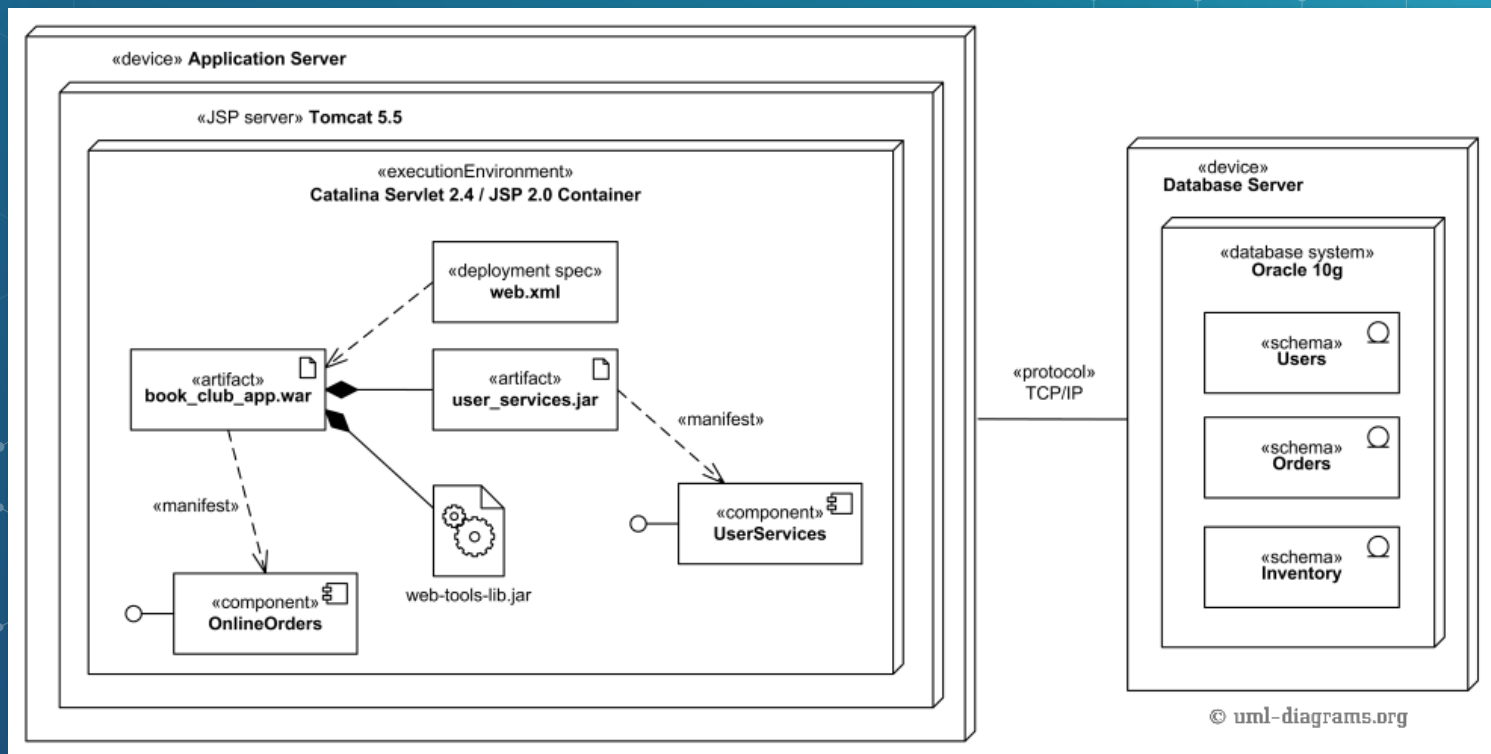 «device» Application Server
«JSP server» Tomcat 5.5
«executionEnvironment»
Catalina Servlet 2.4 / JSP 2.0 Container
«deployment spec»
web.xml
«artifact»
book_club_app.war
«artifact»
user_services.jar
«manifest»
«manifest»
«component»
UserServices
web-tools-lib.jar
«component»
OnlineOrders
«protocol»
TCP/IP
«device»
Database Server
«database system»
Oracle 10g
«schema»
Users
«schema»
Orders
«schema»
Inventory
© uml-diagrams.org